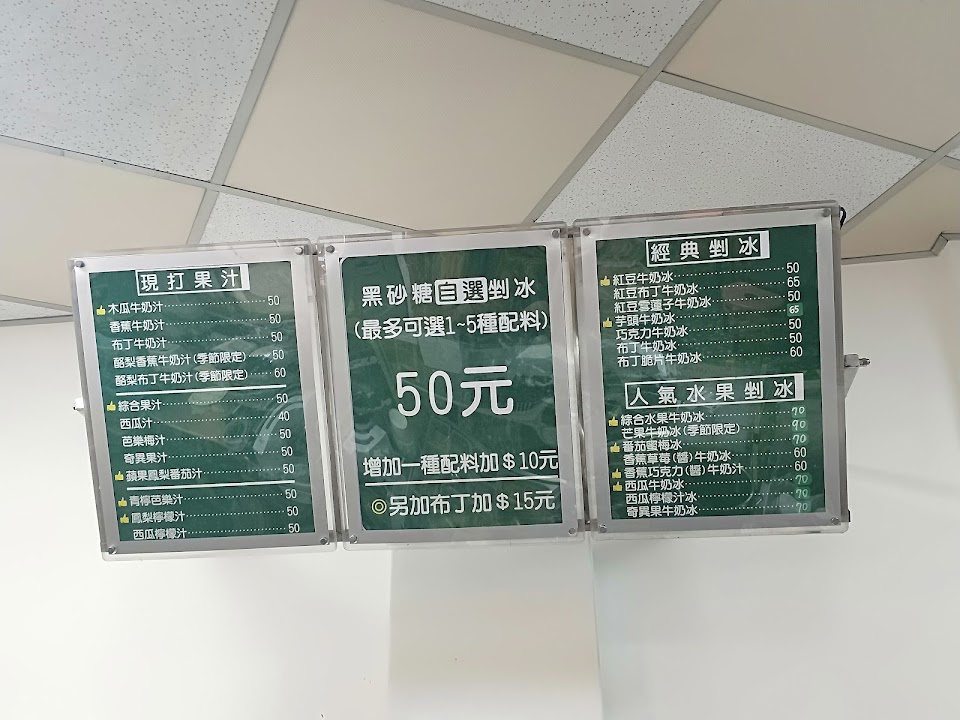 現打果汁
木瓜牛奶汁 50
香蕉牛奶汁 50
布丁牛奶汁 50
酪梨香蕉牛奶汁(季節限定) 50
酪梨布丁牛奶汁(季節限定) 60
綜合果汁 50
西瓜汁 40
芭樂梅汁 50
奇異果汁 50
蘋果鳳梨番茄汁 50
青檸芭樂汁 50
鳳梨檸檬汁 50
西瓜檸檬汁 50
黑砂糖自選剉冰
(最多可選1~5種配料)
50元
增加一種配料加$10元
◎另加布丁加$15元
經典剉冰
紅豆牛奶冰 50
紅豆布丁牛奶冰 65
紅豆雪蓮子牛奶冰 50
芋頭牛奶冰 65
巧克力牛奶冰 50
布丁牛奶冰 50
布丁脆片牛奶冰 60
人氣水果剉冰
綜合水果牛奶冰 70
芒果牛奶冰(季節限定) 90
番茄蜜梅冰 70
香蕉草莓(醬)牛奶冰 60
香蕉巧克力(醬)牛奶汁 60
西瓜牛奶冰 70
西瓜檸檬汁冰 70
奇異果牛奶冰 70